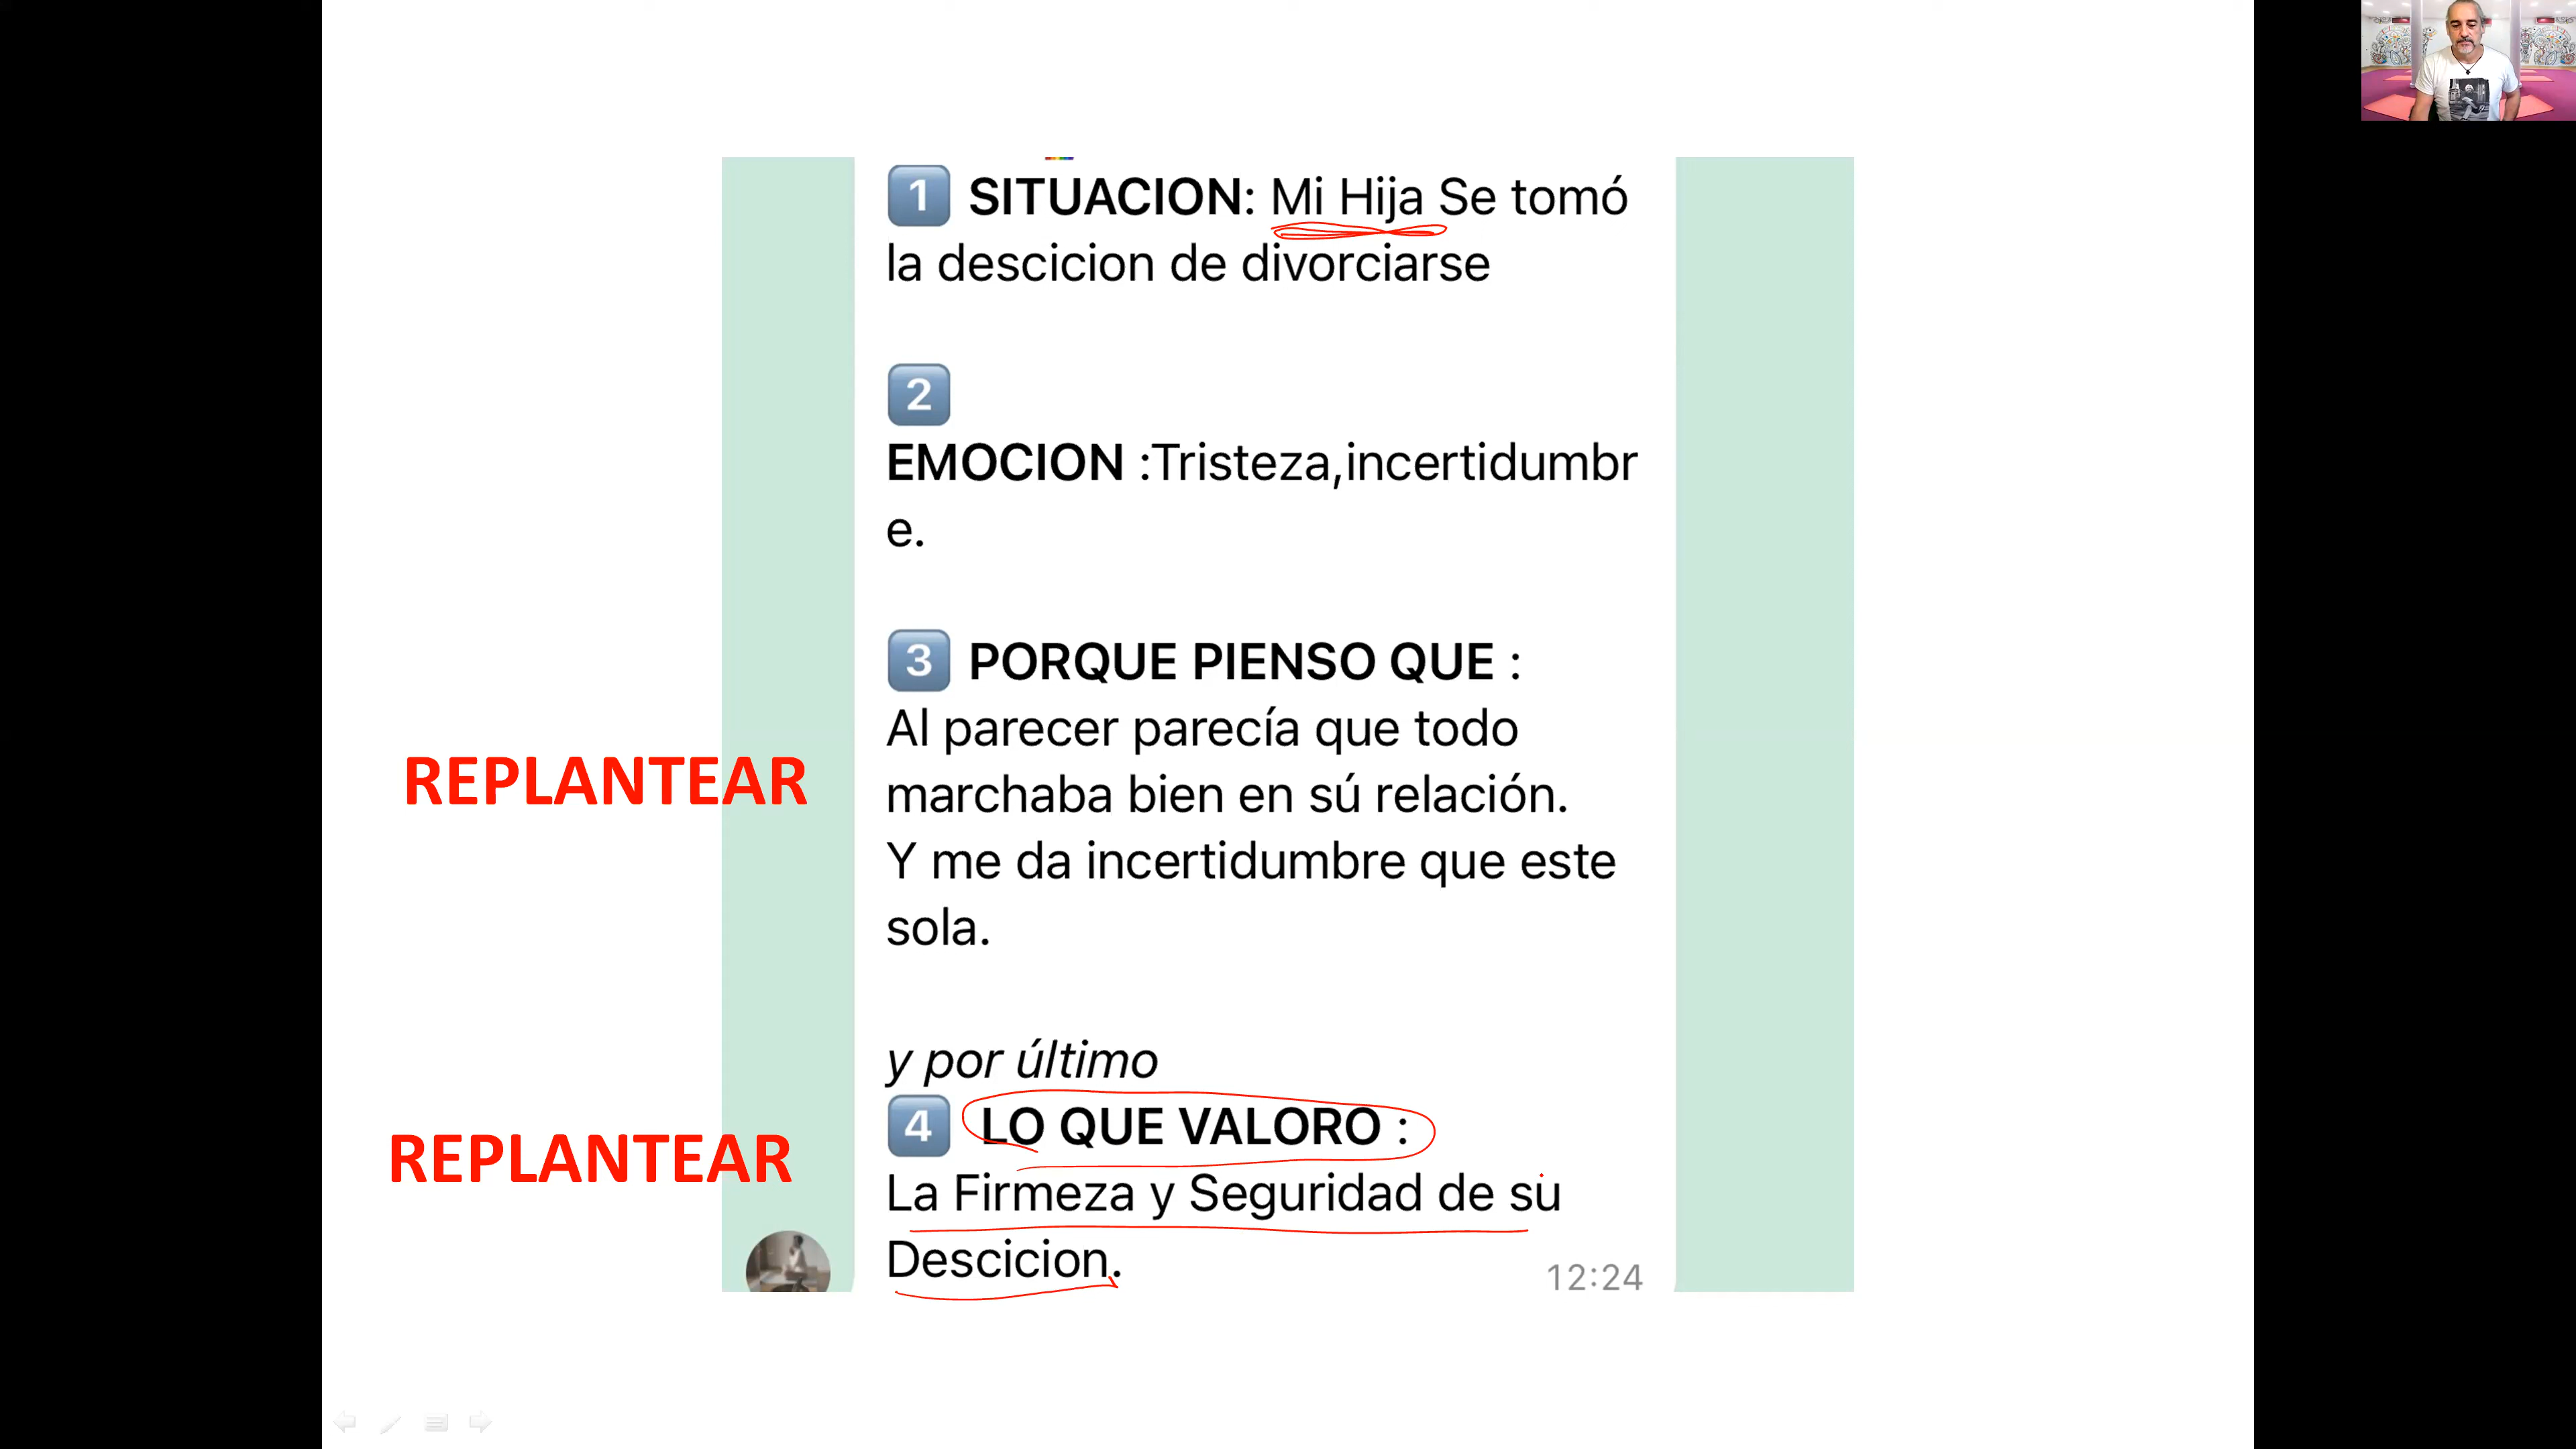 1 SITUACION: Mi Hija Se tomó
la descicion de divorciarse
2
EMOCION :Tristeza,incertidumbr
e.
3 PORQUE PIENSO QUE :
Al parecer parecía que todo
REPLANTEAR
marchaba bien en sú relación.
Y me da incertidumbre que este
sola.
y por último
4 LO QUE VALORO :
REPLANTEAR
La Firmeza y Seguridad de su
Descicion.
12:24